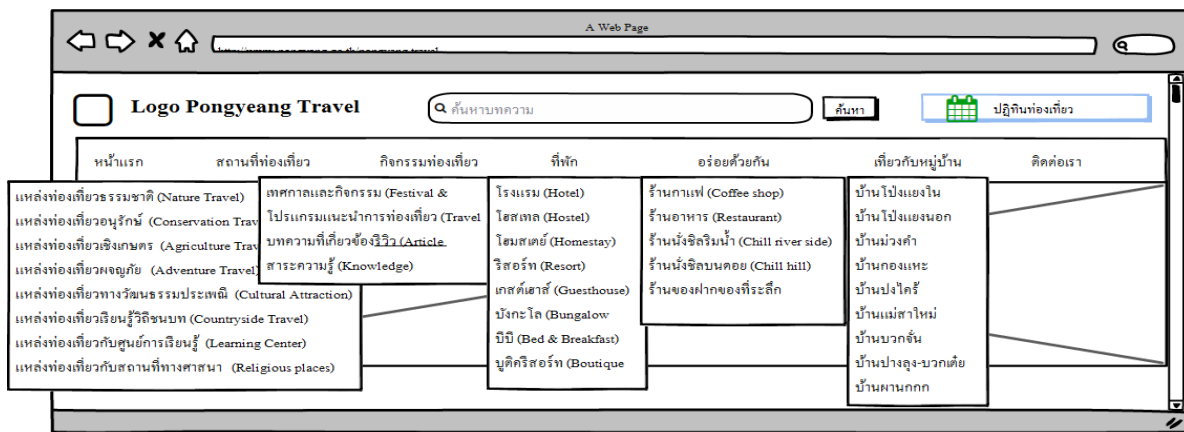 A Web Page
Logo Pongyeang Travel
ค้นหาบทความ
ค้นหา
ปฏิทินท่องเที่ยว
หน้าแรก
สถานที่ท่องเที่ยว
กิจกรรมท่องเที่ยว
ที่พัก
อร่อยด้วยกัน
เที่ยวกับหมู่บ้าน
ติดต่อเรา
แหล่งท่องเที่ยวธรรมชาติ (Nature Travel)
แหล่งท่องเที่ยวอนุรักษ์ (Conservation Trav
แหล่งท่องเที่ยวเชิงเกษตร (Agriculture Trav
แหล่งท่องเที่ยวผจญภัย (Adventure Travel)
แหล่งท่องเที่ยวทางวัฒนธรรมประเพณี (Cultural Attraction)
แหล่งท่องเที่ยวเรียนรู้วิถีชนบท (Countryside Travel)
แหล่งท่องเที่ยวกับศูนย์การเรียนรู้ (Learning Center)
แหล่งท่องเที่ยวกับสถานที่ทางศาสนา (Religious places)
เทศกาลและกิจกรรม (Festival &
โปรแกรมแนะนำการท่องเที่ยว (Travel
บทความที่เกี่ยวข้องรีวิว (Article
สาระความรู้ (Knowledge)
โรงแรม (Hotel)
โฮสเทล (Hostel)
โฮมสเตย์ (Homestay)
รีสอร์ท (Resort)
เกสต์เฮาส์ (Guesthouse)
บังกะโล (Bungalow
บีบี (Bed & Breakfast)
บูติครีสอร์ท (Boutique
ร้านกาแฟ (Coffee shop)
ร้านอาหาร (Restaurant)
ร้านนั่งชิลริมน้ำ (Chill river side)
ร้านนั่งชิลบนดอย (Chill hill)
ร้านของฝากของที่ระลึก
บ้านโป่งแยงใน
บ้านโป่งแยงนอก
บ้านม่วงคำ
บ้านกองแหะ
บ้านปงไคร้
บ้านแม่สาใหม่
บ้านบวกจั่น
บ้านปางลุง-บวกเต๋ย
บ้านผานกกก